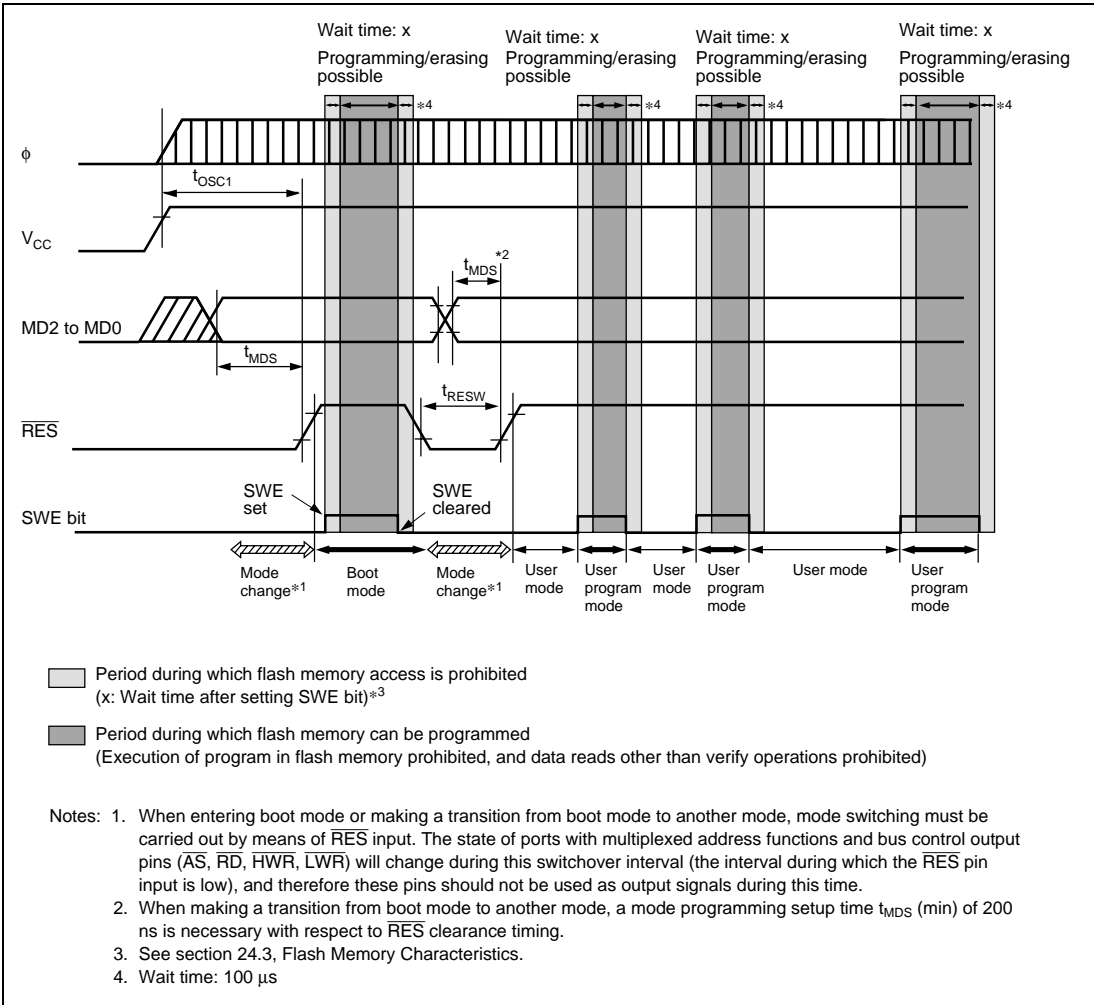 Wait time: x
Programming/erasing
possible
Wait time: x
Programming/erasing
possible
Wait time: x
Programming/erasing
possible
Wait time: x
Programming/erasing
possible
*4
*4
*4
*4
ϕ
tOSC1
VCC
tMDS*2
MD2 to MD0
tMDS
tRESW
RES
SWE
set
SWE
cleared
SWE bit
Mode
change*1
Boot
mode
Mode
change*1
User
mode
User
program
mode
User
mode
User
program
mode
User mode
User
program
mode
Period during which flash memory access is prohibited
(x: Wait time after setting SWE bit)*3
Period during which flash memory can be programmed
(Execution of program in flash memory prohibited, and data reads other than verify operations prohibited)
Notes: 1. When entering boot mode or making a transition from boot mode to another mode, mode switching must be
carried out by means of RES input. The state of ports with multiplexed address functions and bus control output
pins (AS, RD, HWR, LWR) will change during this switchover interval (the interval during which the RES pin
input is low), and therefore these pins should not be used as output signals during this time.
2. When making a transition from boot mode to another mode, a mode programming setup time tMDS (min) of 200
ns is necessary with respect to RES clearance timing.
3. See section 24.3, Flash Memory Characteristics.
4. Wait time: 100 μs